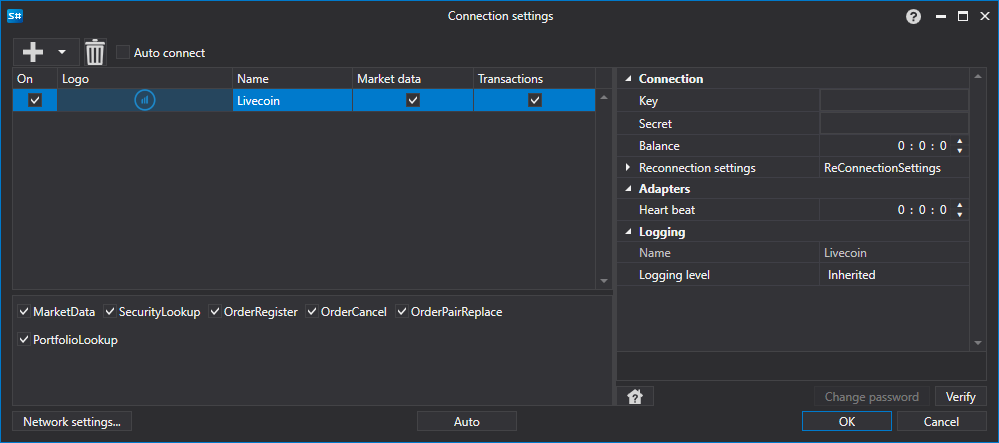 S# Connection settings ?
Auto connect
On Logo Name Market data Transactions
Livecoin
Connection
Key
Secret
Balance 0 : 0 : 0
Reconnection settings ReConnectionSettings
Adapters
Heart beat 0 : 0 : 0
Logging
Name Livecoin
Logging level Inherited
MarketData SecurityLookup OrderRegister OrderCancel OrderPairReplace
PortfolioLookup
? Change password Verify
Network settings... Auto OK Cancel